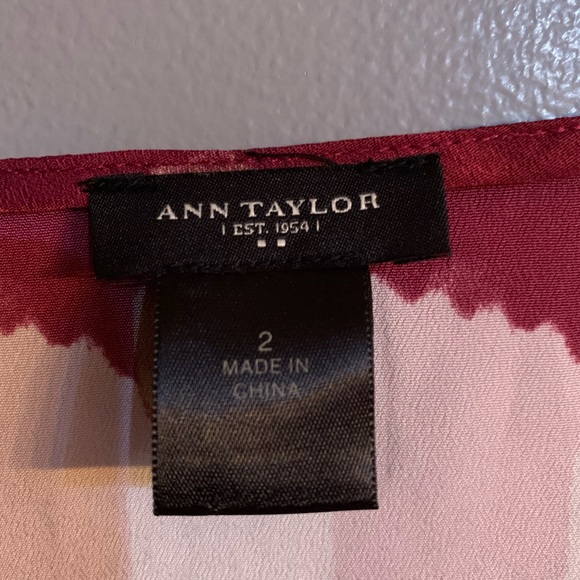 ANN TAYLOR
| EST. 1954 |
2
MADE IN
CHINA